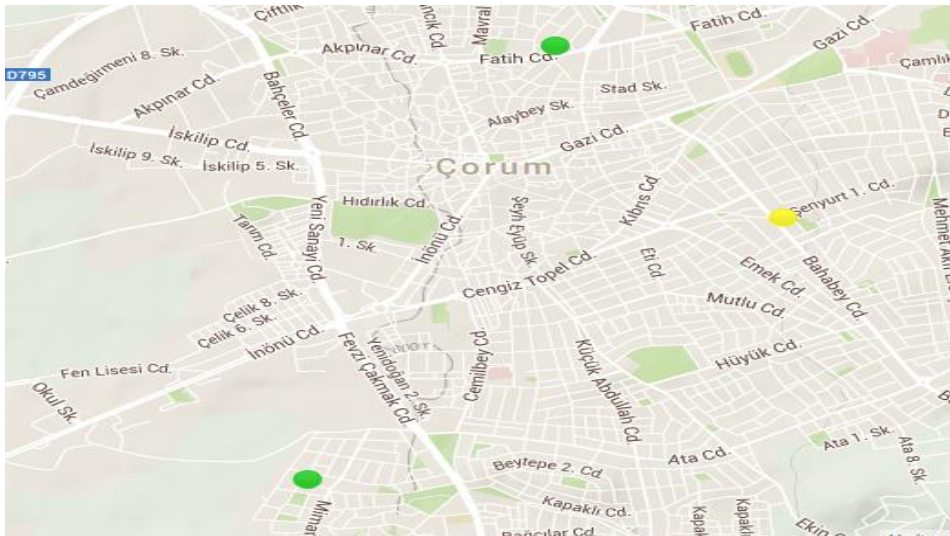 Çiftlik
Fatih Cd.
Akpınar Cd.
Fatih Cd.
Gazi Cd.
D795
Çamdeğirmeni 8. Sk.
Bahçeler Cd.
Stad Sk.
Çamlık
Akpınar Cd.
Alaybey Sk.
Gazi Cd.
İskilip Cd.
İskilip 9. Sk.
İskilip 5. Sk.
Çorum
Hıdırlık Cd.
Yeni Sanayi Cd.
Şeyh Eyüp Sk.
Kıbrıs Cd.
Şenyurt 1. Cd.
Tarım Cd.
1. Sk.
İnönü Cd.
Eti Cd.
Cengiz Topel Cd.
Emek Cd.
Bahabey Cd.
Mutlu Cd.
Çelik 8. Sk.
Çelik 6. Sk.
İnönü Cd.
Fevzi Çakmak Cd.
Yenidoğan 2. Sk.
Cemilbey Cd.
Küçük Abdullah Cd.
Hüyük Cd.
Fen Lisesi Cd.
Okul Sk.
Ata Cd.
Ata 1. Sk.
Ata 8. Sk.
Beytepe 2. Cd.
Mimar
Kapaklı Cd.
Kapaklı
Kapaklı
Bağcılar Cd.
Ekin